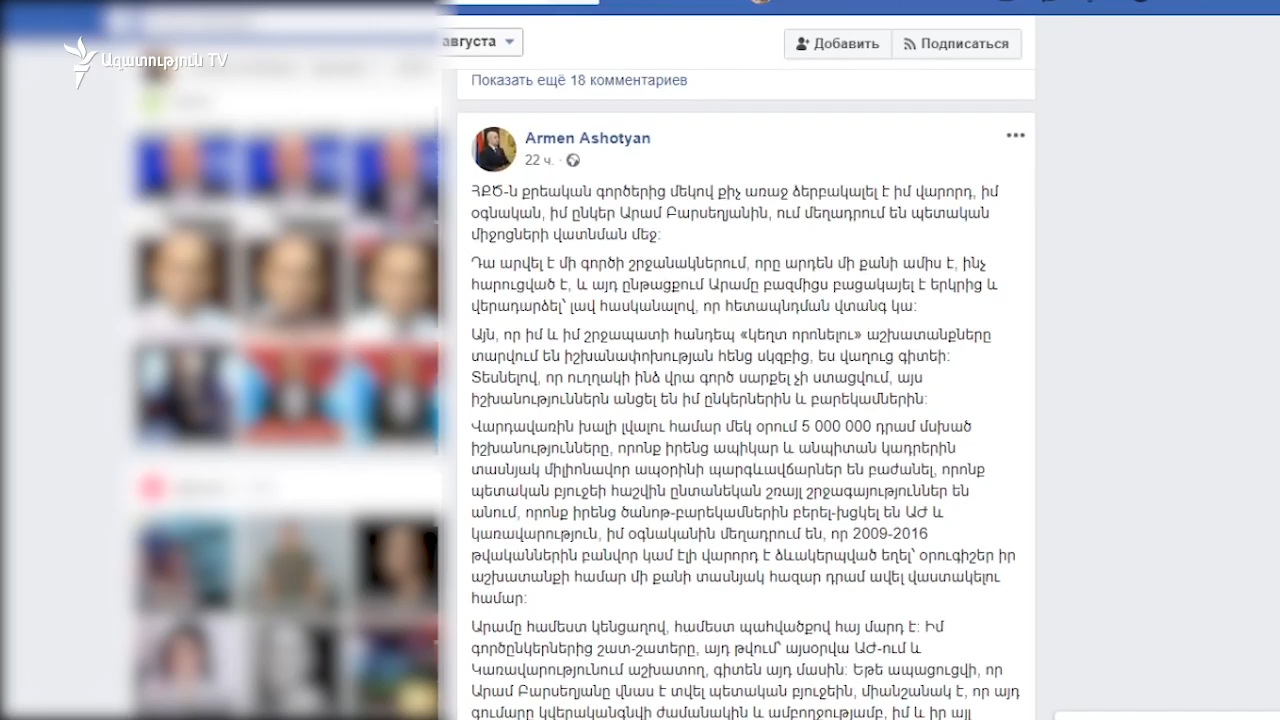 Ազատություն TV
августа
Добавить
Подписаться
Показать ещё 18 комментариев
Armen Ashotyan
22 ч.
ՀՔԾ-ն քրեական գործերից մեկով քիչ առաջ ձերբակալել է իմ վարորդ, իմ
օգնական, իմ ընկեր Արամ Բարսեղյանին, ում մեղադրում են պետական
միջոցների վատնման մեջ:
Դա արվել է մի գործի շրջանակներում, որը արդեն մի քանի ամիս է, ինչ
հարուցված է, և այդ ընթացքում Արամը բազմիցս բացակայել է երկրից և
վերադարձել՝ լավ հասկանալով, որ հետապնդման վտանգ կա:
Այն, որ իմ և իմ շրջապատի հանդեպ «կեղտ որոնելու» աշխատանքները
տարվում են իշխանափոխության հենց սկզբից, ես վաղուց գիտեի:
Տեսնելով, որ ուղղակի ինձ վրա գործ սարքել չի ստացվում, այս
իշխանություններն անցել են իմ ընկերներին և բարեկամներին:
Վարդավառին խալի լվալու համար մեկ օրում 5 000 000 դրամ մսխած
իշխանությունները, որոնք իրենց ապիկար և անպիտան կադրերին
տասնյակ միլիոնավոր ապօրինի պարգևավճարներ են բաժանել, որոնք
պետական բյուջեի հաշվին ընտանեկան շռայլ շրջագայություններ են
անում, որոնք իրենց ծանոթ-բարեկամներին բերել-խցկել են ԱԺ և
կառավարություն, իմ օգնականին մեղադրում են, որ 2009-2016
թվականներին բանվոր կամ էլի վարորդ է ձևակերպված եղել՝ օրուգիշեր իր
աշխատանքի համար մի քանի տասնյակ հազար դրամ ավել վաստակելու
համար:
Արամը համեստ կենցաղով, համեստ պահվածքով հայ մարդ է: Իմ
գործընկերներից շատ-շատերը, այդ թվում՝ այսօրվա ԱԺ-ում և
Կառավարությունում աշխատող, գիտեն այդ մասին: Եթե ապացուցվի, որ
Արամ Բարսեղյանը վնաս է տվել պետական բյուջեին, միանշանակ է, որ այդ
գումարը կվերականգնվի ժամանակին և ամբողջությամբ, իմ և իր այլ